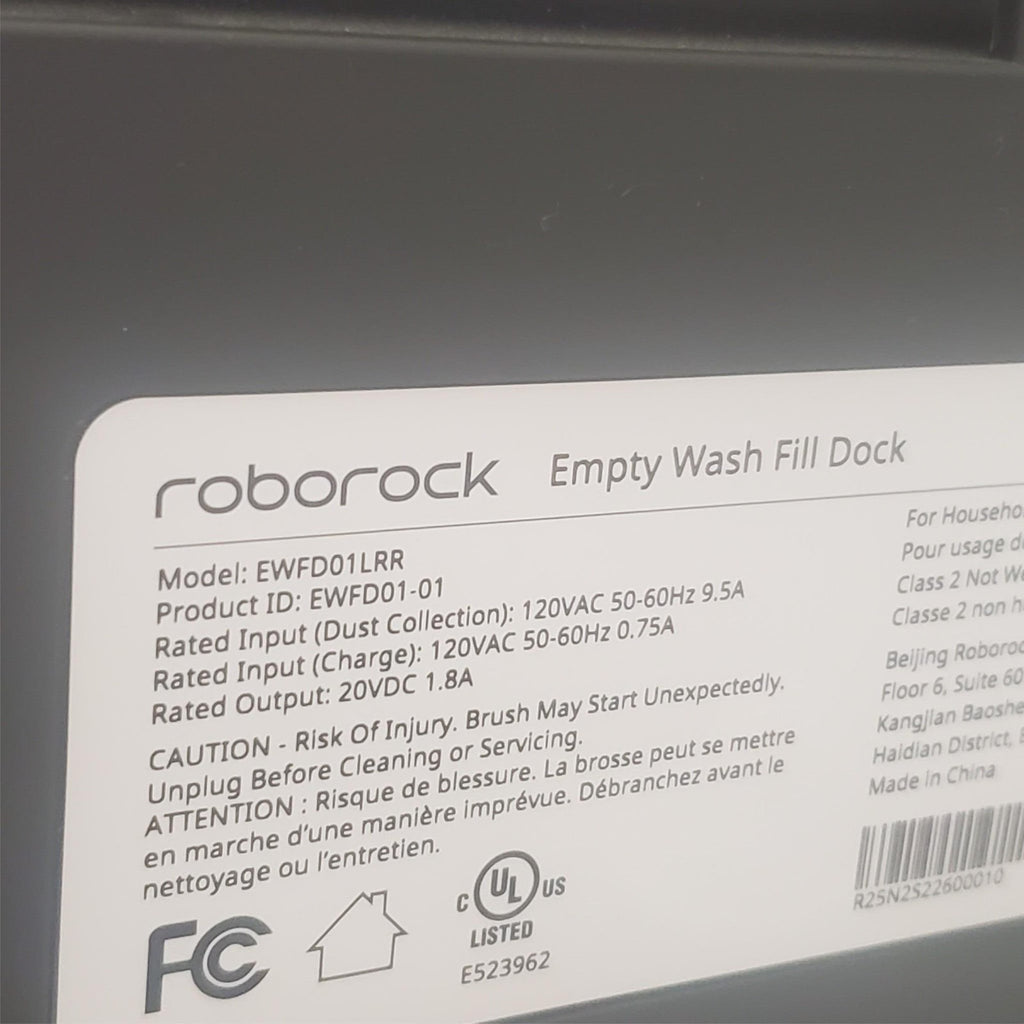 roborock Empty Wash Fill Dock
Model: EWFD01LRR
Product ID: EWFD01-01
Rated Input (Dust Collection): 120VAC 50-60Hz 9.5A
Rated Input (Charge): 120VAC 50-60Hz 0.75A
Rated Output: 20VDC 1.8A
CAUTION - Risk Of Injury. Brush May Start Unexpectedly.
Unplug Before Cleaning or Servicing.
ATTENTION : Risque de blessure. La brosse peut se mettre
en marche d'une manière imprévue. Débranchez avant le
nettoyage ou l'entretien.
FC
C UL US
LISTED
E523962
For
Pour usage
Class 2 Not
Classe 2 non
Beijing
Floor 6, Suite
Kangjian
Haidian District,
Made in China
R25N2S22600010